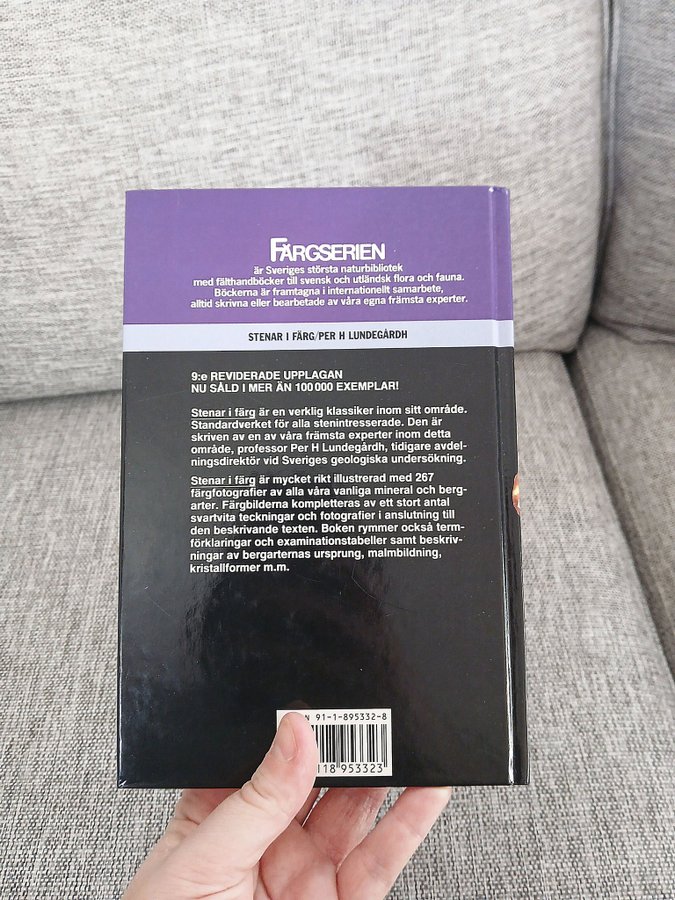 FÄRGSERIEN
är Sveriges största naturbibliotek
med fälthandböcker till svensk och utländsk flora och fauna.
Böckerna är framtagna i internationellt samarbete,
alltid skrivna eller bearbetade av våra egna främsta experter.
STENAR I FÄRG/PER H LUNDEGÅRDH
9:e REVIDERADE UPPLAGAN
NU SÅLD I MER ÄN 100 000 EXEMPLAR!
Stenar i färg är en verklig klassiker inom sitt område.
Standardverket för alla stenintresserade. Den är
skriven av en av våra främsta experter inom detta
område, professor Per H Lundegårdh, tidigare avdel-
ningsdirektör vid Sveriges geologiska undersökning.
Stenar i färg är mycket rikt illustrerad med 267
färgfotografier av alla våra vanliga mineral och berg-
arter. Färgbilderna kompletteras av ett stort antal
svartvita teckningar och fotografier i anslutning till
den beskrivande texten. Boken rymmer också term-
förklaringar och examinationstabeller samt beskriv-
ningar av bergarternas ursprung, malmbildning,
kristallformer m.m.
N 91-1-895332-8
118 953323